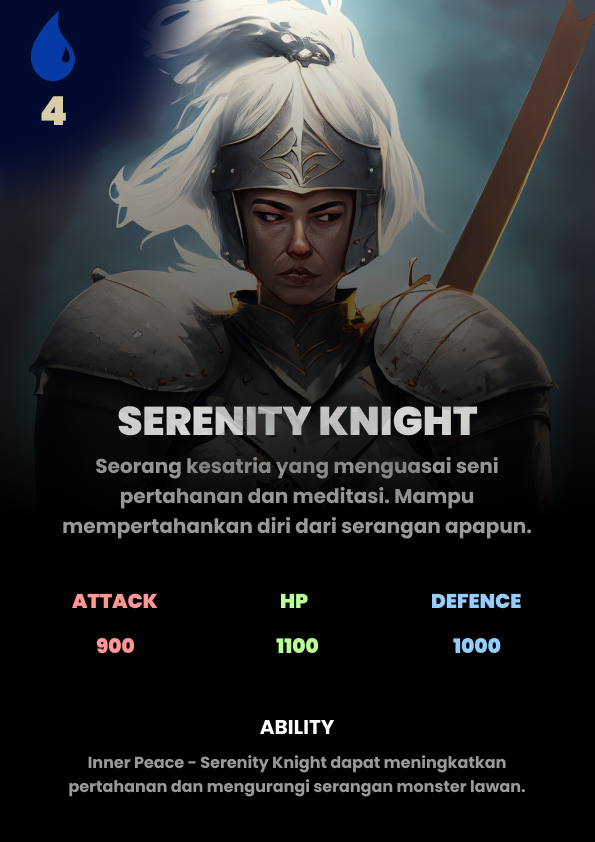 4
SERENITY KNIGHT
Seorang kesatria yang menguasai seni
pertahanan dan meditasi. Mampu
mempertahankan diri dari serangan apapun.
ATTACK HP DEFENCE
900 1100 1000
ABILITY
Inner Peace - Serenity Knight dapat meningkatkan
pertahanan dan mengurangi serangan monster lawan.